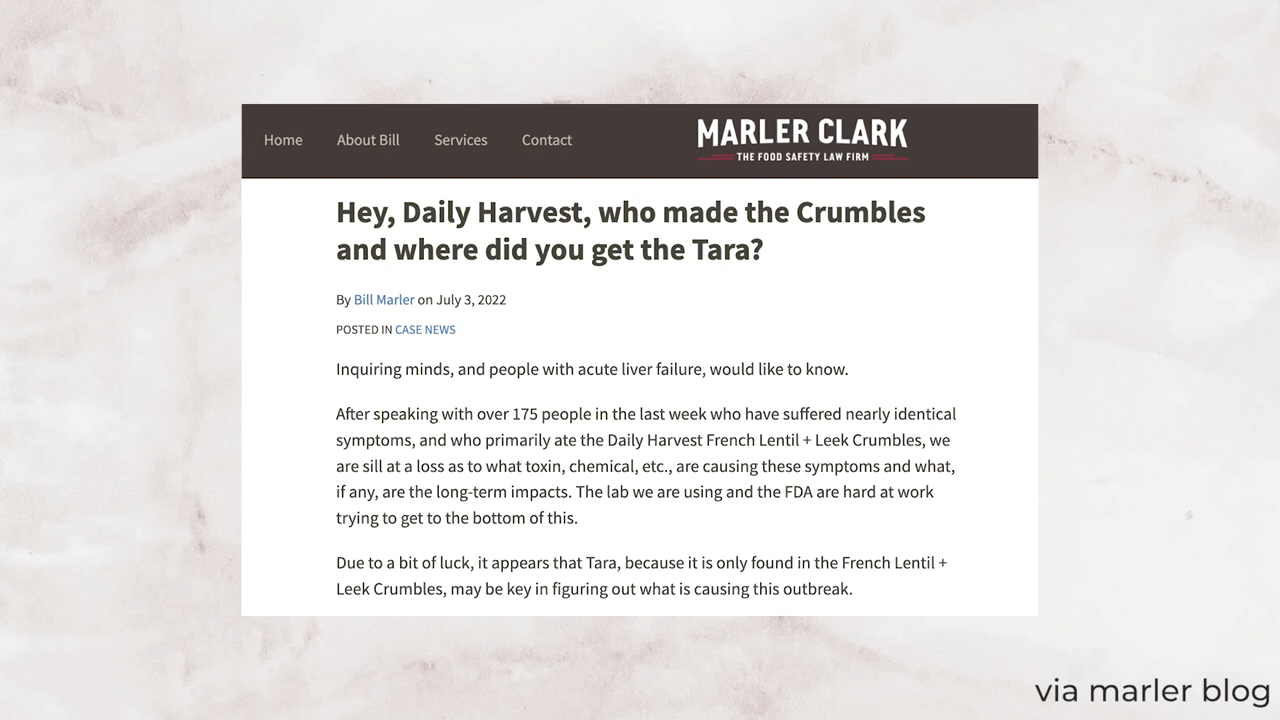 Home About Bill Services Contact
MARLER CLARK
THE FOOD SAFETY LAW FIRM
Hey, Daily Harvest, who made the Crumbles
and where did you get the Tara?
By Bill Marler on July 3, 2022
POSTED IN CASE NEWS
Inquiring minds, and people with acute liver failure, would like to know.
After speaking with over 175 people in the last week who have suffered nearly identical
symptoms, and who primarily ate the Daily Harvest French Lentil + Leek Crumbles, we
are sill at a loss as to what toxin, chemical, etc., are causing these symptoms and what,
if any, are the long-term impacts. The lab we are using and the FDA are hard at work
trying to get to the bottom of this.
Due to a bit of luck, it appears that Tara, because it is only found in the French Lentil +
Leek Crumbles, may be key in figuring out what is causing this outbreak.
via marler blog